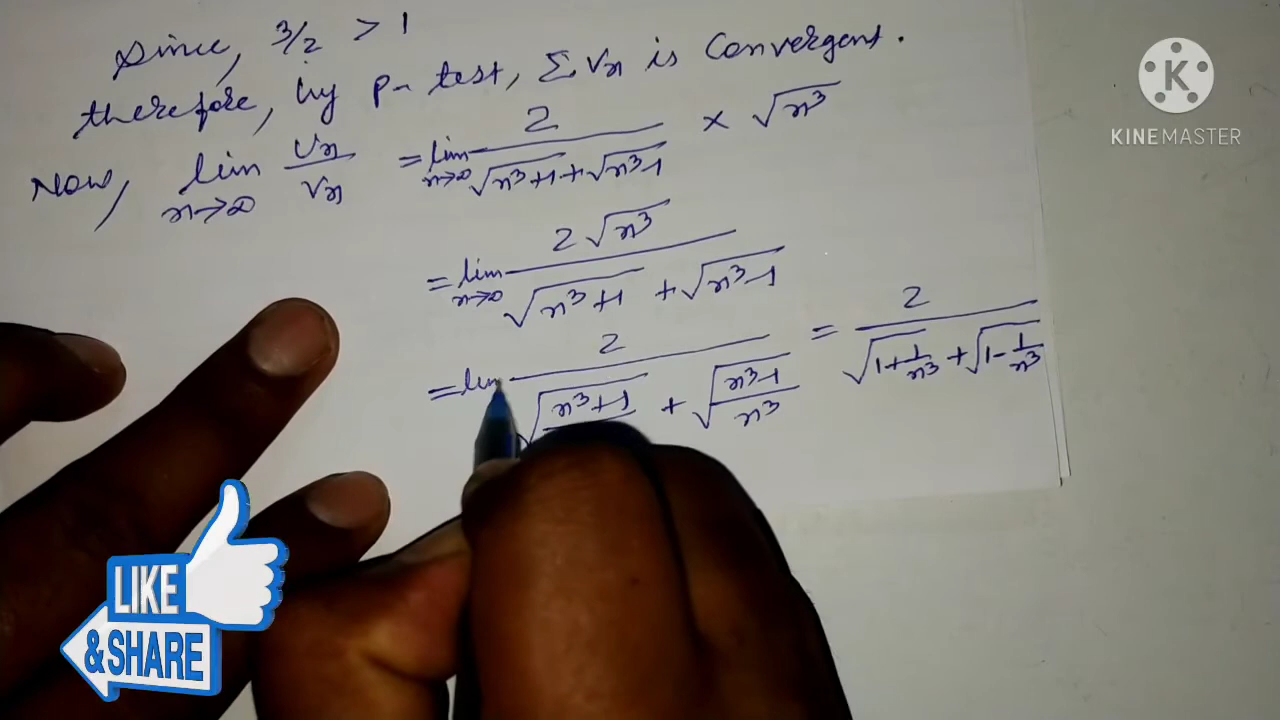 Since, 3/2 > 1
therefore, by p-test, Σ Vn is Convergent.
Now, lim n→∞ Un/Vn = lim n→∞ 2/(√(n³+1)+√(n³-1)) × √n³
= lim n→∞ 2√n³/(√(n³+1) + √(n³-1))
= lim 2/(√((n³+1)/ + √((n³-1)/n³)) = 2/(√(1+1/n³) + √(1-1/n³))
KINEMASTER
LIKE
&SHARE